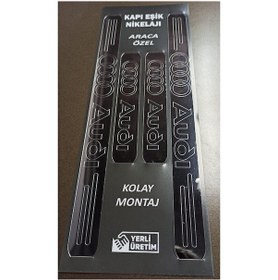 KAPI EŞİK
NİKELAJI
ARACA
ÖZEL
Audi
Audi
Audi
Audi
KOLAY
MONTAJ
YERLİ
ÜRETİM